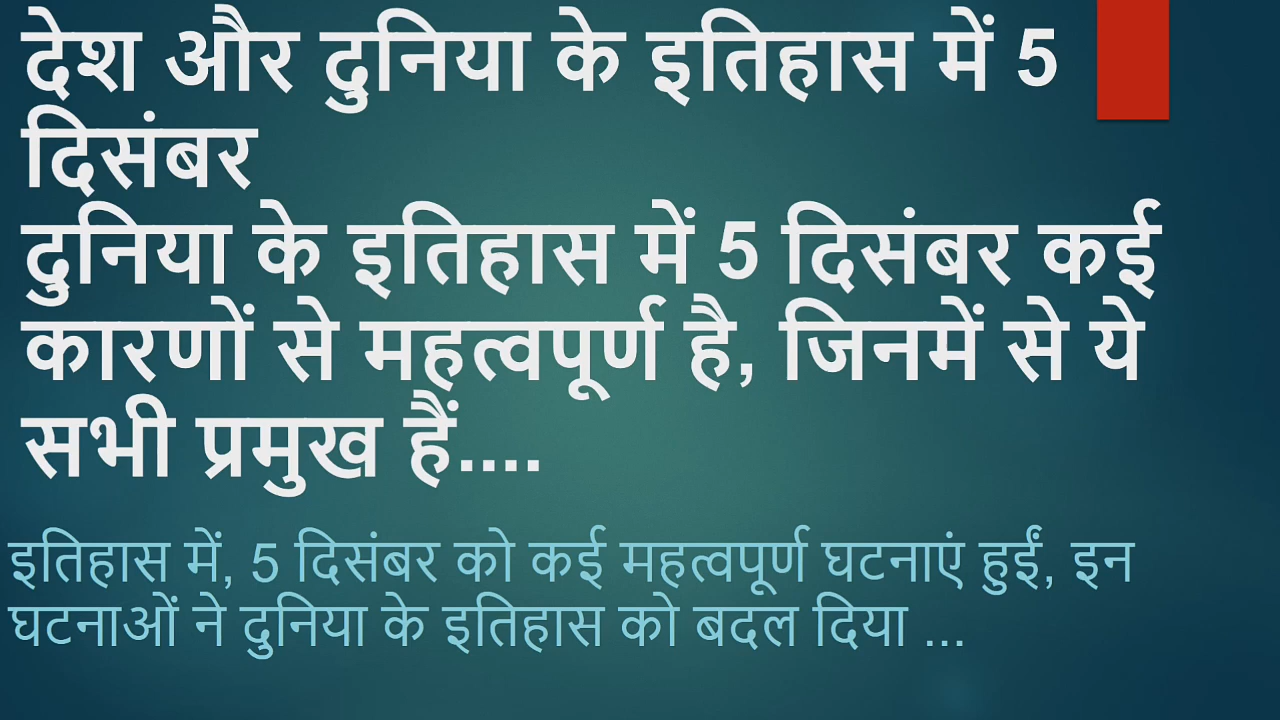 देश और दुनिया के इतिहास में 5
दिसंबर
दुनिया के इतिहास में 5 दिसंबर कई
कारणों से महत्वपूर्ण है, जिनमें से ये
सभी प्रमुख हैं....
इतिहास में, 5 दिसंबर को कई महत्वपूर्ण घटनाएं हुईं, इन
घटनाओं ने दुनिया के इतिहास को बदल दिया ...